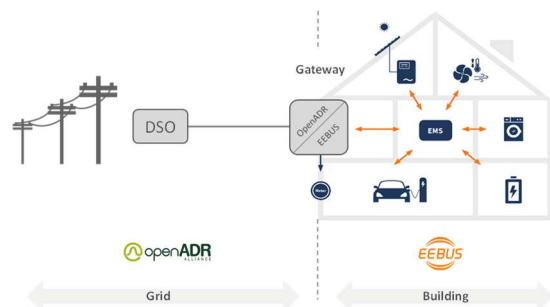 Gateway
DSO
OpenADR
EEBUS
EMS
Meter
openADR
ALLIANCE
EEBUS
Grid
Building